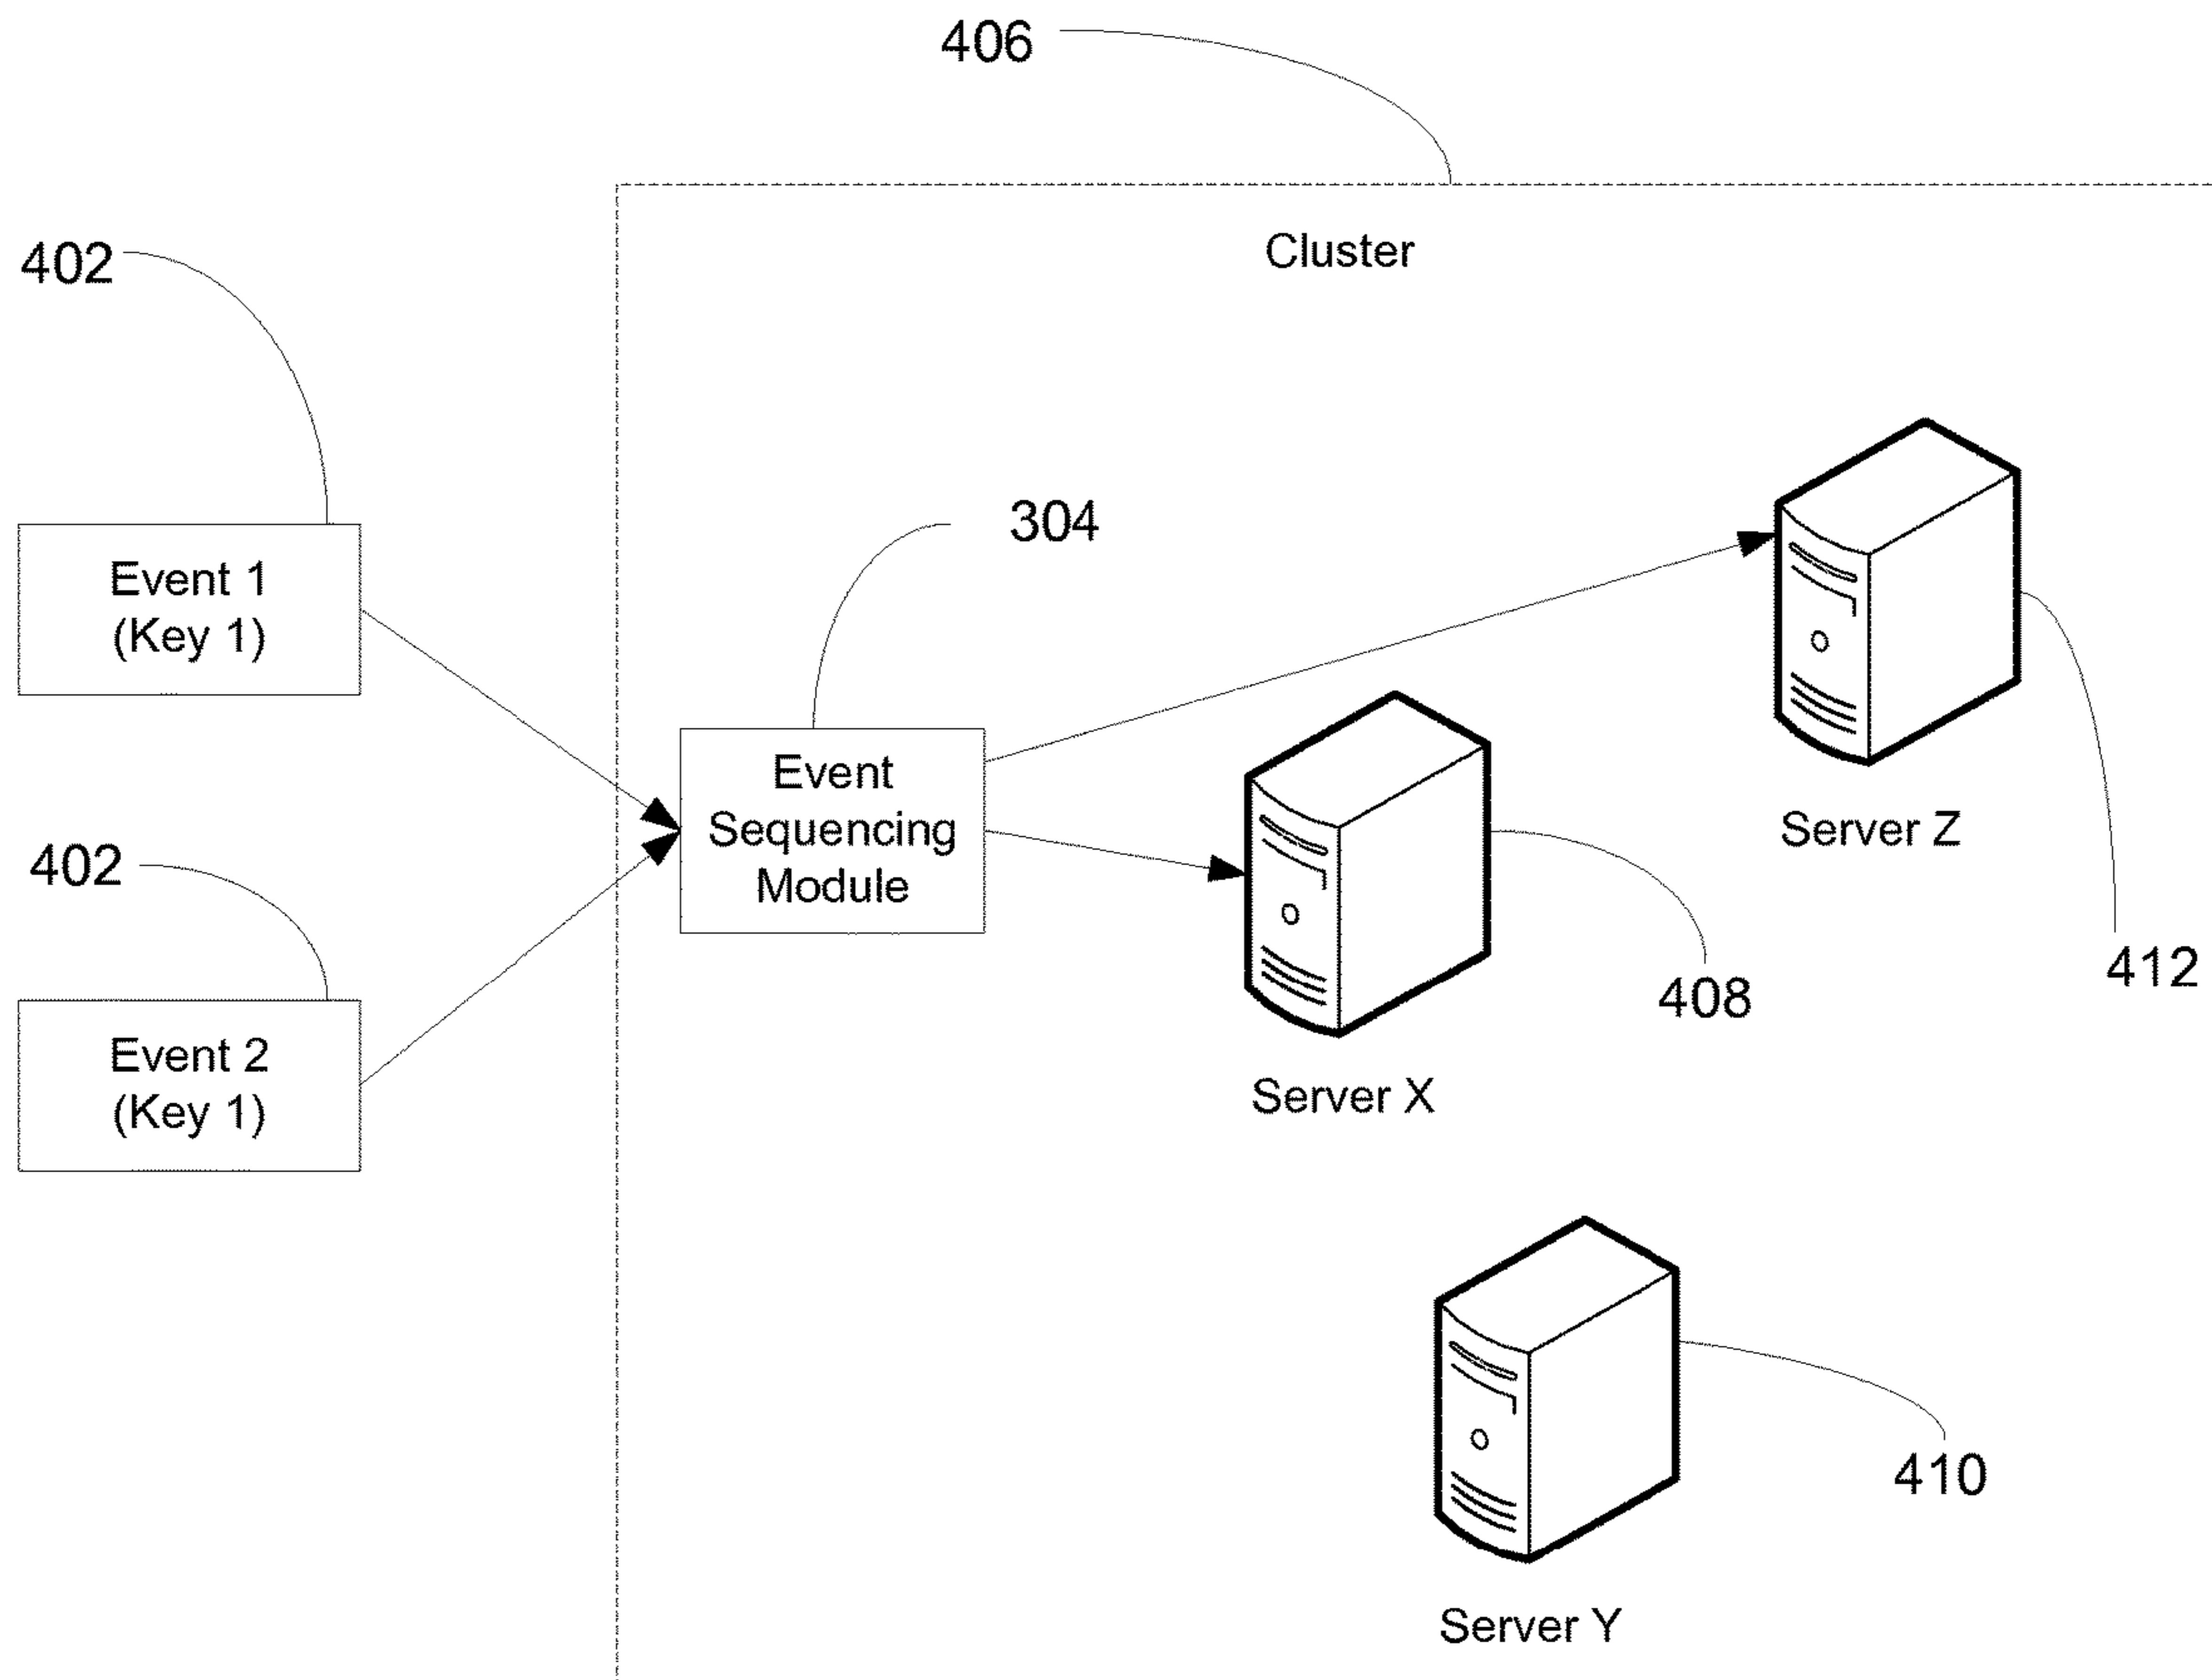 406
Cluster
402
Event 1
(Key 1)
304
Event
Sequencing
Module
Server Z
402
412
408
Event 2
(Key 1)
Server X
410
Server Y